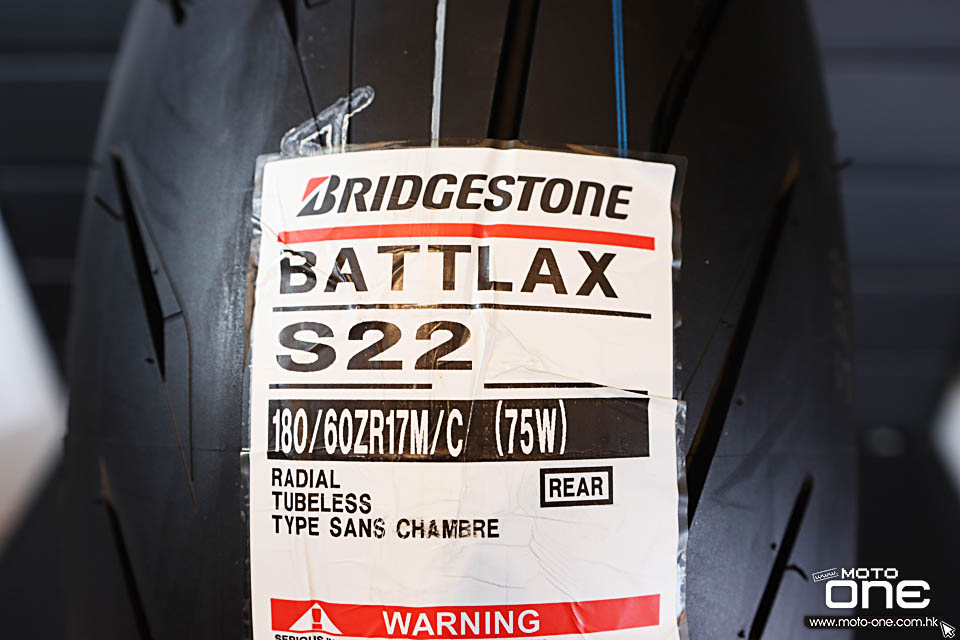 BRIDGESTONE
BATTLAX
S22
180/60ZR17M/C (75W)
RADIAL
TUBELESS
REAR
TYPE SANS CHAMBRE
WARNING
MOTO
ONE
www.moto-one.com.hk